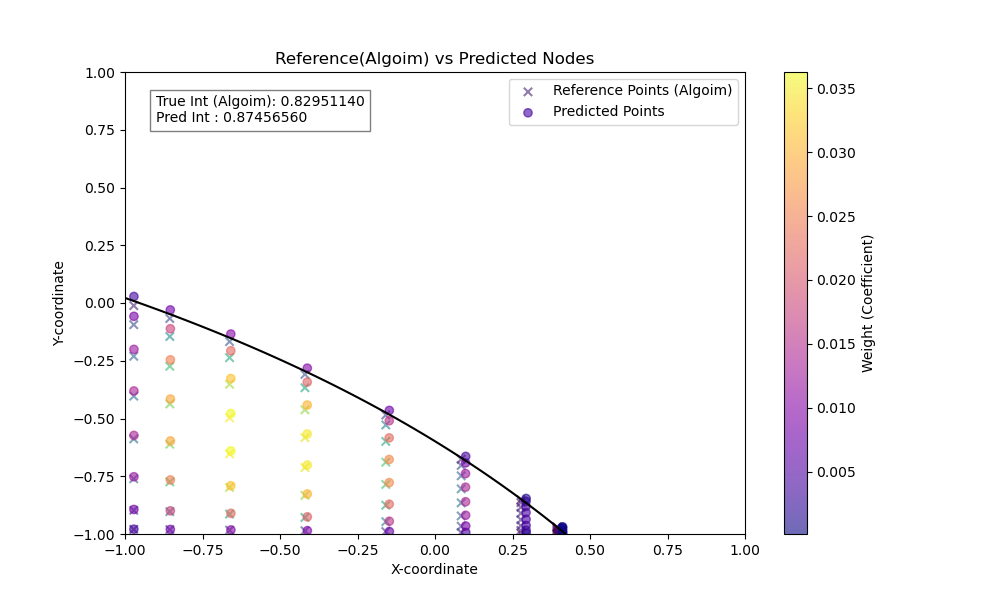 Reference(Algoim) vs Predicted Nodes
True Int (Algoim): 0.82951140
Pred Int : 0.87456560
Reference Points (Algoim)
Predicted Points
Y-coordinate
1.00
0.75
0.50
0.25
0.00
−0.25
−0.50
−0.75
−1.00
−1.00 −0.75 −0.50 −0.25 0.00 0.25 0.50 0.75 1.00
X-coordinate
0.035
0.030
0.025
0.020
0.015
0.010
0.005
Weight (Coefficient)